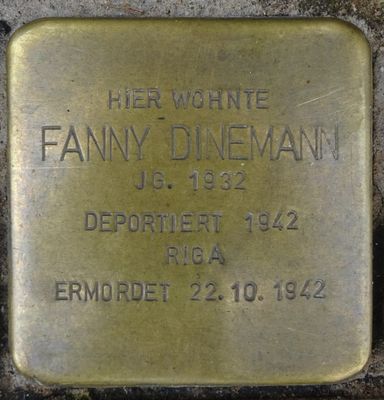 HIER WOHNTE
FANNY DINEMANN
JG. 1932
DEPORTIERT 1942
RIGA
ERMORDET 22.10.1942